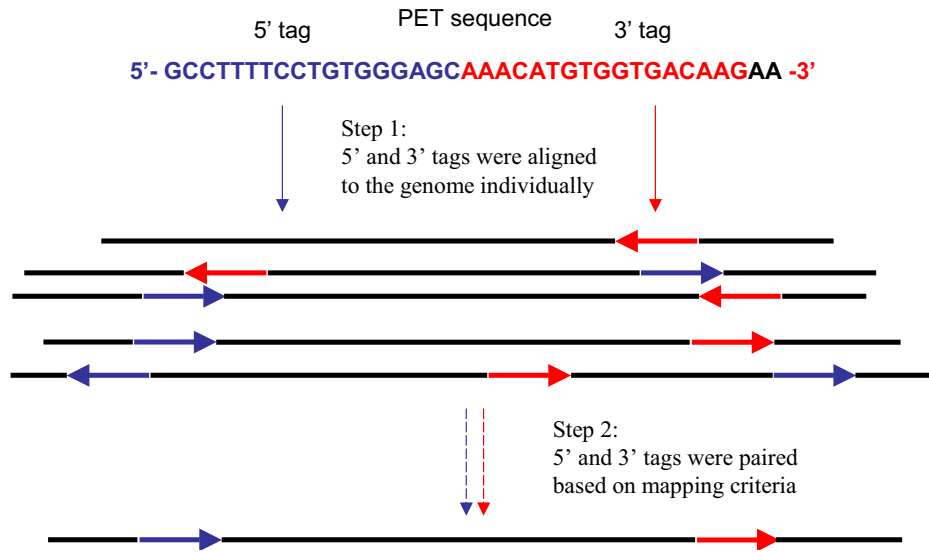 PET sequence
5’ tag
3’ tag
5’- GCCTTTTCCTGTGGGAGCAAACATGTGGTGACAAGAA -3’
Step 1:
5’ and 3’ tags were aligned
to the genome individually
Step 2:
5’ and 3’ tags were paired
based on mapping criteria